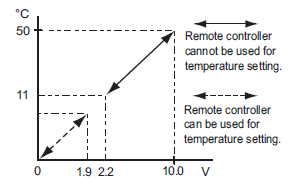 °C
50
Remote controller
cannot be used for
temperature setting.
11
Remote controller
can be used for
temperature setting.
0 1.9 2.2 10.0 V